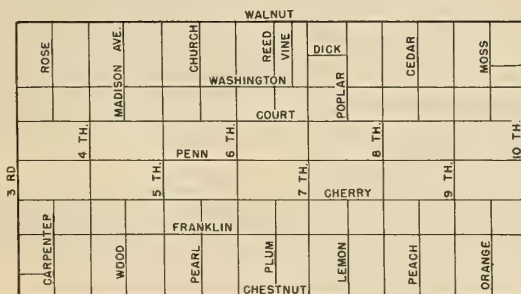 WALNUT
ROSE
MADISON AVE.
CHURCH
REED
VINE
DICK
CEDAR
MOSS
WASHINGTON
POPLAR
COURT
4 TH.
PENN
6 TH.
8 TH.
10 TH.
3 RD
5 TH.
7 TH.
CHERRY
9 TH.
FRANKLIN
CARPENTER
WOOD
PEARL
PLUM
LEMON
PEACH
ORANGE
CHESTNUT